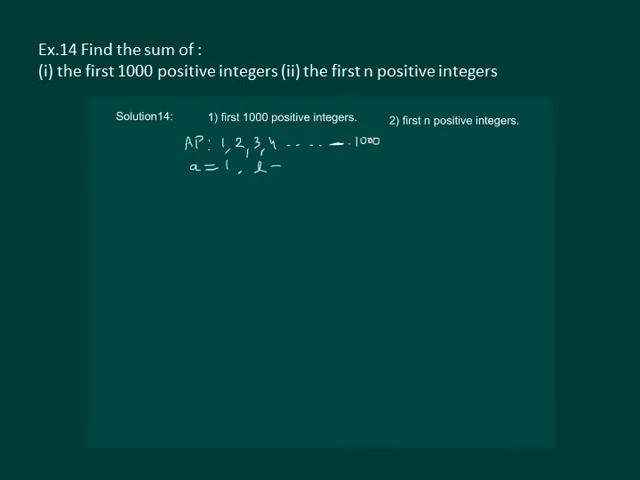 Ex.14 Find the sum of :
(i) the first 1000 positive integers (ii) the first n positive integers
Solution14: 1) first 1000 positive integers. 2) first n positive integers.
AP: 1, 2, 3, 4 ........ 1000
a = 1, l =